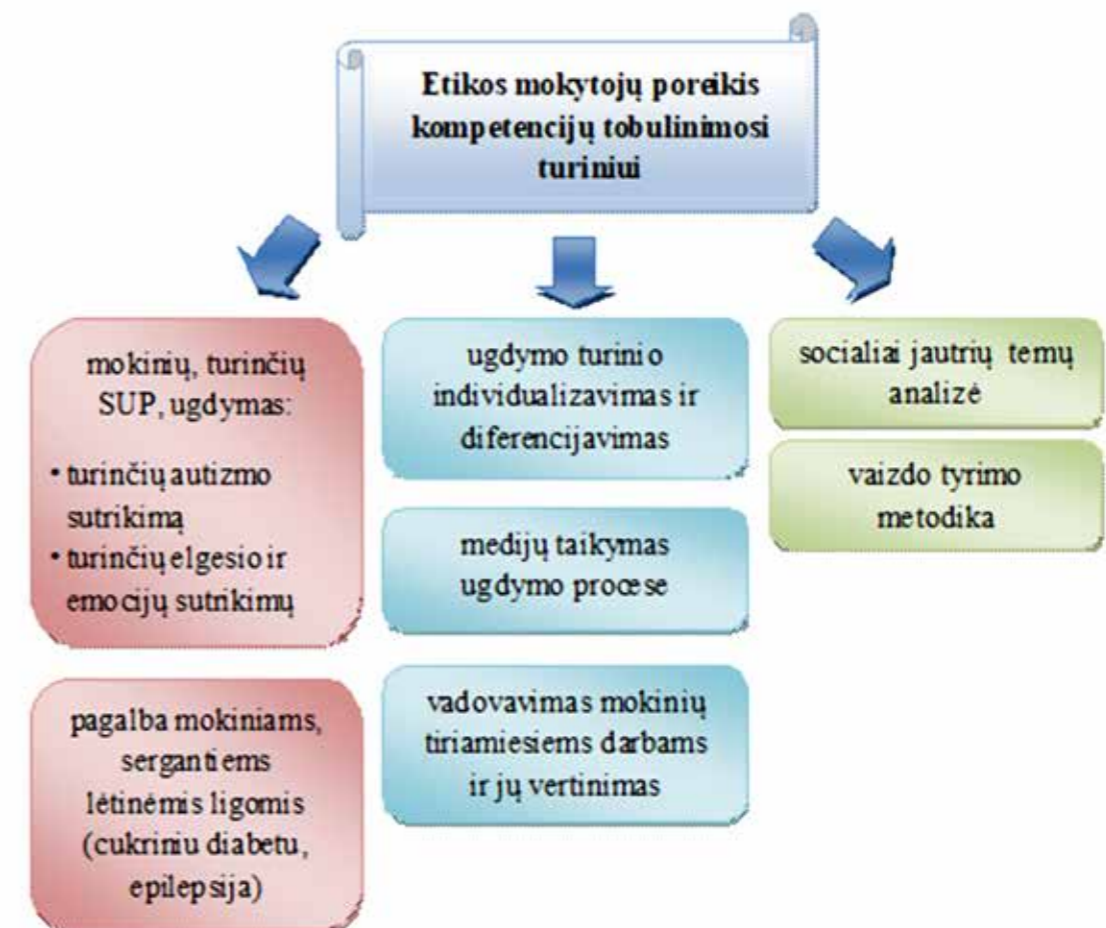 Etikos mokytojų poreikis
kompetencijų tobulinimosi
turiniui
mokinių, turinčių
SUP, ugdymas:
• turinčių autizmo
sutrikimą
• turinčių elgesio ir
emocijų sutrikimų
pagalba mokiniams,
sergantiems
lėtinėmis ligomis
(cukriniu diabetu,
epilepsija)
ugdymo turinio
individualizavimas ir
diferencijavimas
medijų taikymas
ugdymo procese
vadovavimas mokinių
tiriamiesiems darbams
ir jų vertinimas
socialiai jautrių temų
analizė
vaizdo tyrimo
metodika